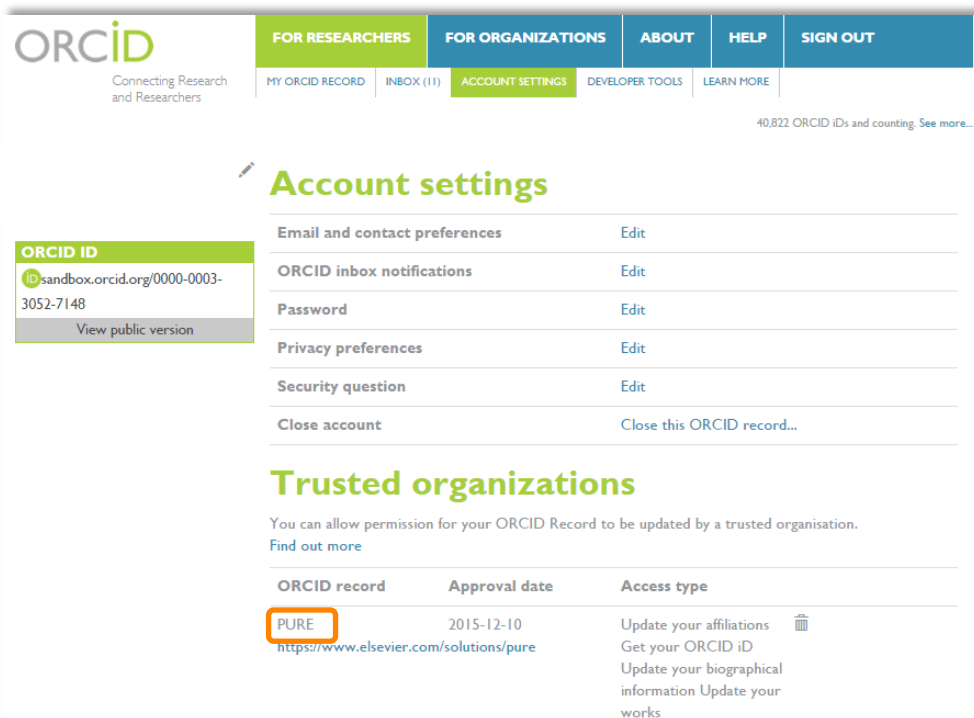 ORCiD
Connecting Research
and Researchers
FOR RESEARCHERS FOR ORGANIZATIONS ABOUT HELP SIGN OUT
MY ORCID RECORD INBOX (11) ACCOUNT SETTINGS DEVELOPER TOOLS LEARN MORE
40,822 ORCID iDs and counting. See more...
Account settings
Email and contact preferences Edit
ORCID inbox notifications Edit
Password Edit
Privacy preferences Edit
Security question Edit
Close account Close this ORCID record...
ORCID ID
iD sandbox.orcid.org/0000-0003-
3052-7148
View public version
Trusted organizations
You can allow permission for your ORCID Record to be updated by a trusted organisation.
Find out more
ORCID record Approval date Access type
PURE 2015-12-10 Update your affiliations
https://www.elsevier.com/solutions/pure Get your ORCID iD
Update your biographical
information Update your
works